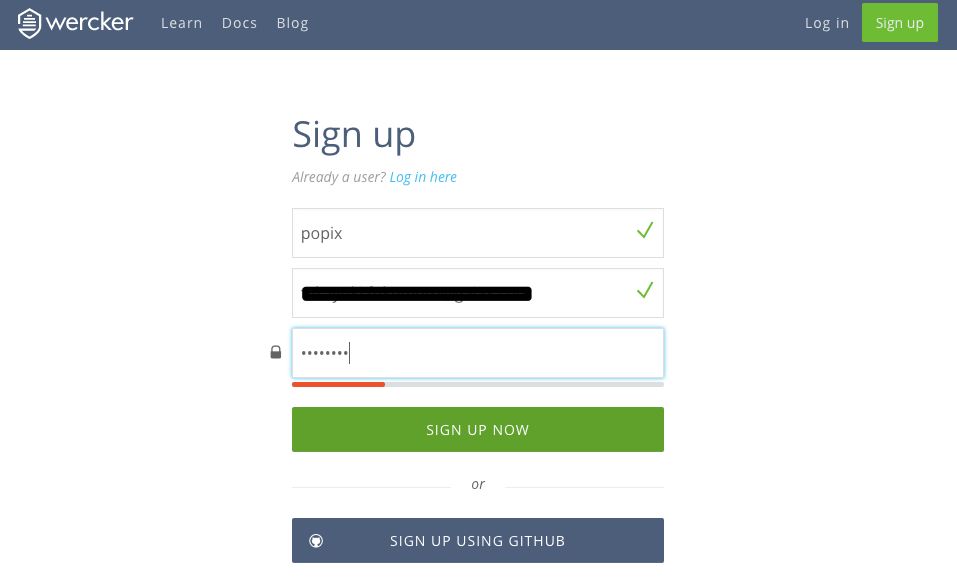 wercker Learn Docs Blog Log in Sign up
Sign up
Already a user? Log in here
popix
••••••••
SIGN UP NOW
or
SIGN UP USING GITHUB